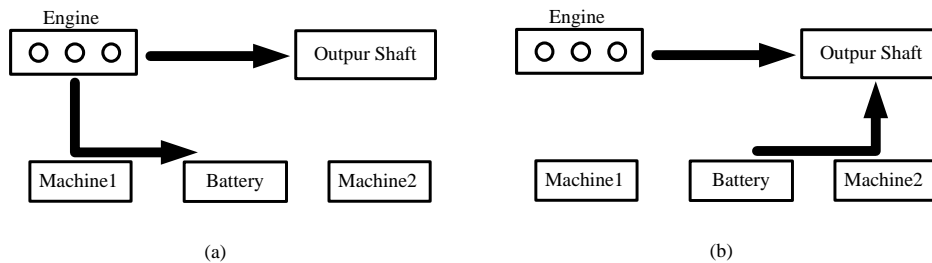 Engine
Outpur Shaft
Machine1
Battery
Machine2
(a)
Engine
Outpur Shaft
Machine1
Battery
Machine2
(b)